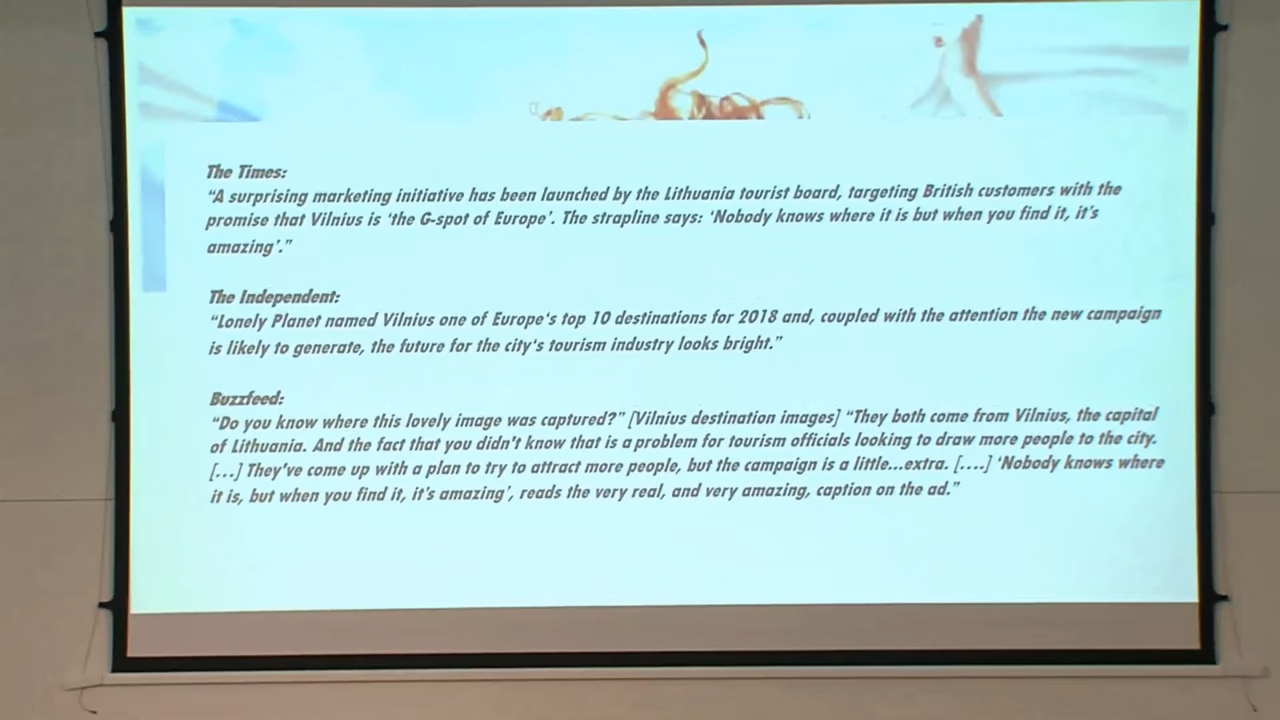 The Times:
“A surprising marketing initiative has been launched by the Lithuania tourist board, targeting British customers with the
promise that Vilnius is ‘the G-spot of Europe’. The strapline says: ‘Nobody knows where it is but when you find it, it’s
amazing’.”
The Independent:
“Lonely Planet named Vilnius one of Europe's top 10 destinations for 2018 and, coupled with the attention the new campaign
is likely to generate, the future for the city's tourism industry looks bright.”
Buzzfeed:
“Do you know where this lovely image was captured?” [Vilnius destination images] “They both come from Vilnius, the capital
of Lithuania. And the fact that you didn't know that is a problem for tourism officials looking to draw more people to the city.
[...] They've come up with a plan to try to attract more people, but the campaign is a little...extra. [....] ‘Nobody knows where
it is, but when you find it, it’s amazing’, reads the very real, and very amazing, caption on the ad.”